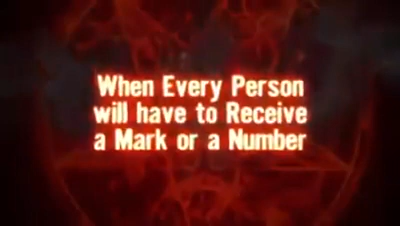 When Every Person
will have to Receive
a Mark or a Number